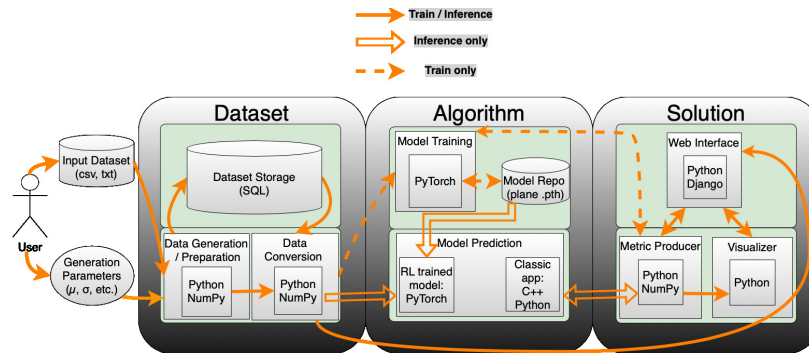 Train / Inference
Inference only
Train only
Dataset
Algorithm
Solution
Input Dataset
(csv, txt)
User
Generation
Parameters
(μ, σ, etc.)
Dataset Storage
(SQL)
Data Generation
/ Preparation
Python
NumPy
Data
Conversion
Python
NumPy
Model Training
PyTorch
Model Repo
(plane .pth)
Model Prediction
RL trained
model:
PyTorch
Classic
app:
C++
Python
Web Interface
Python
Django
Metric Producer
Python
NumPy
Visualizer
Python